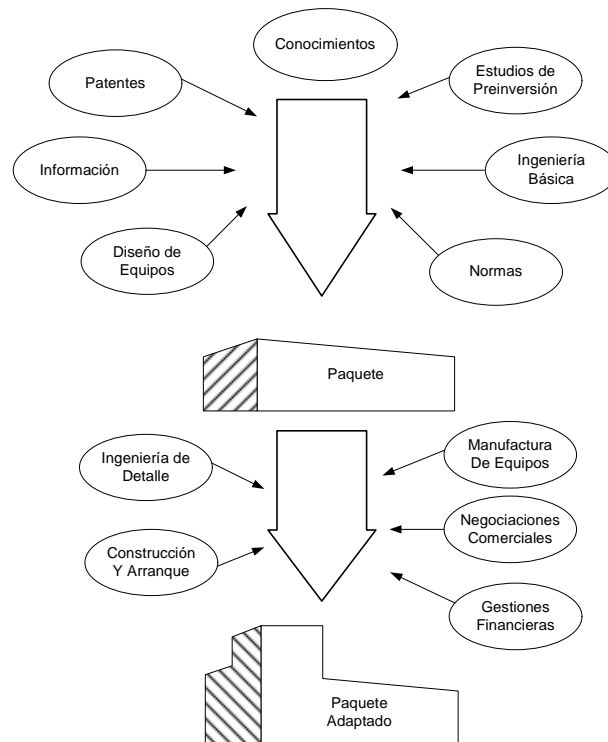 Conocimientos
Patentes
Estudios de
Preinversión
Información
Ingeniería
Básica
Diseño de
Equipos
Normas
Paquete
Ingeniería de
Detalle
Manufactura
De Equipos
Negociaciones
Comerciales
Construcción
Y Arranque
Gestiones
Financieras
Paquete
Adaptado